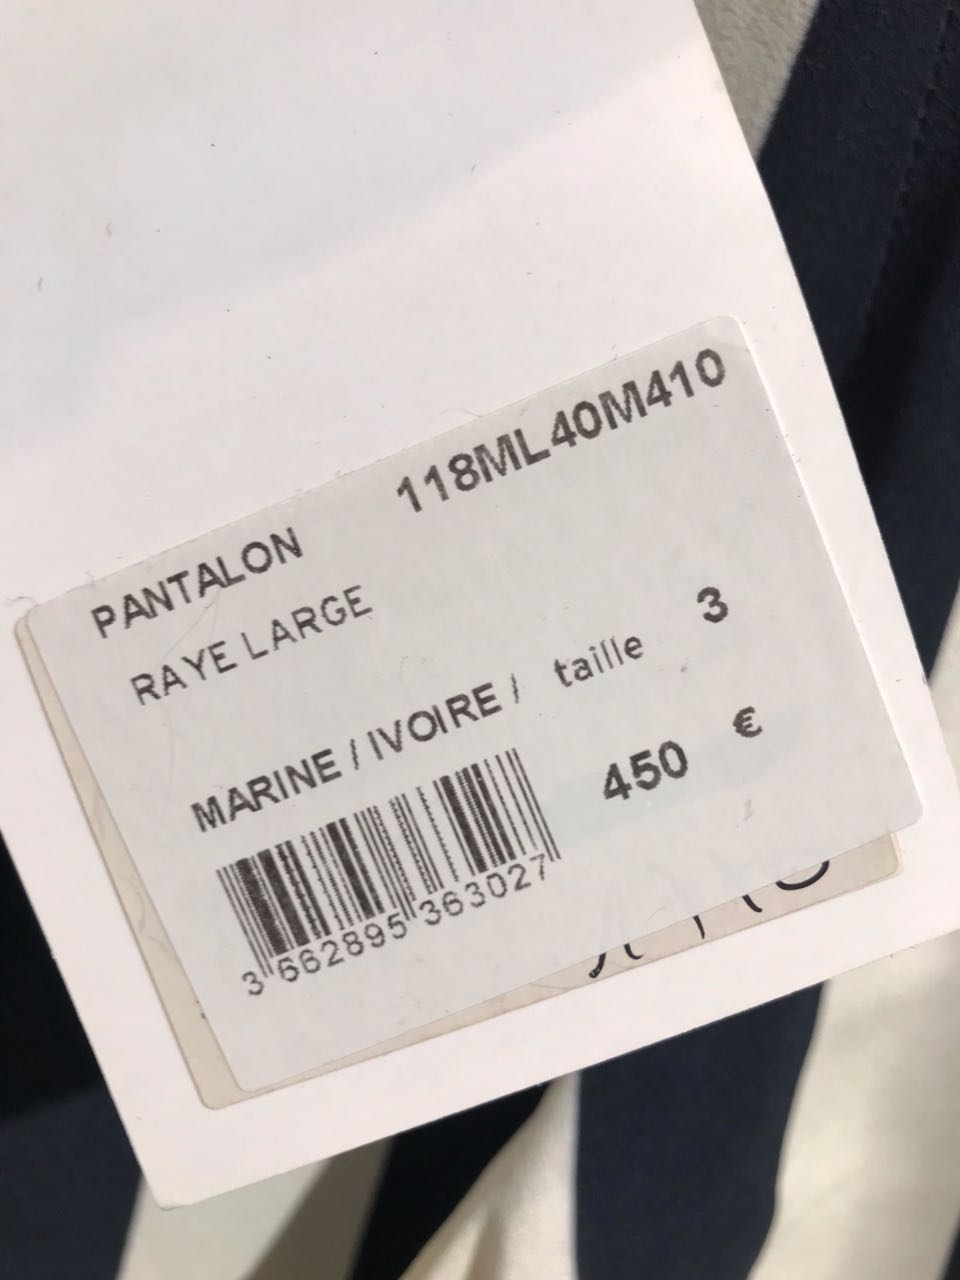 PANTALON 118ML40M410
RAYE LARGE
MARINE / IVOIRE / taille 3
450 €
3 662895 363027